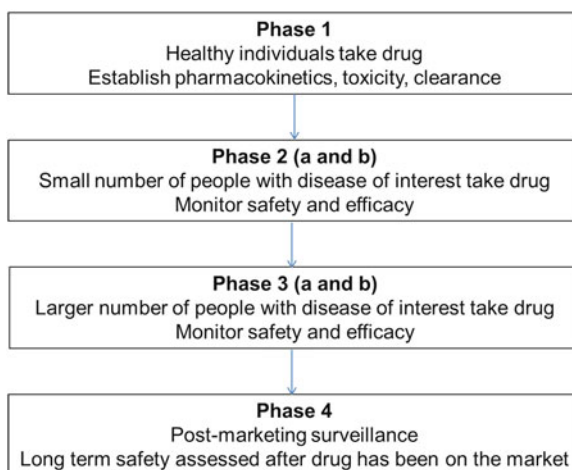 Phase 1
Healthy individuals take drug
Establish pharmacokinetics, toxicity, clearance
Phase 2 (a and b)
Small number of people with disease of interest take drug
Monitor safety and efficacy
Phase 3 (a and b)
Larger number of people with disease of interest take drug
Monitor safety and efficacy
Phase 4
Post-marketing surveillance
Long term safety assessed after drug has been on the market